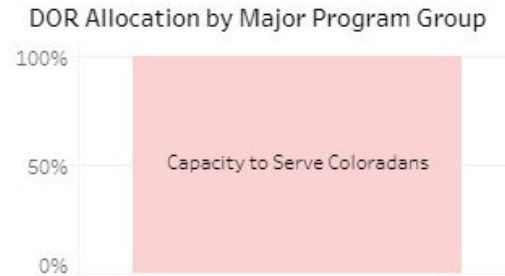 DOR Allocation by Major Program Group
100%
50%
Capacity to Serve Coloradans
0%